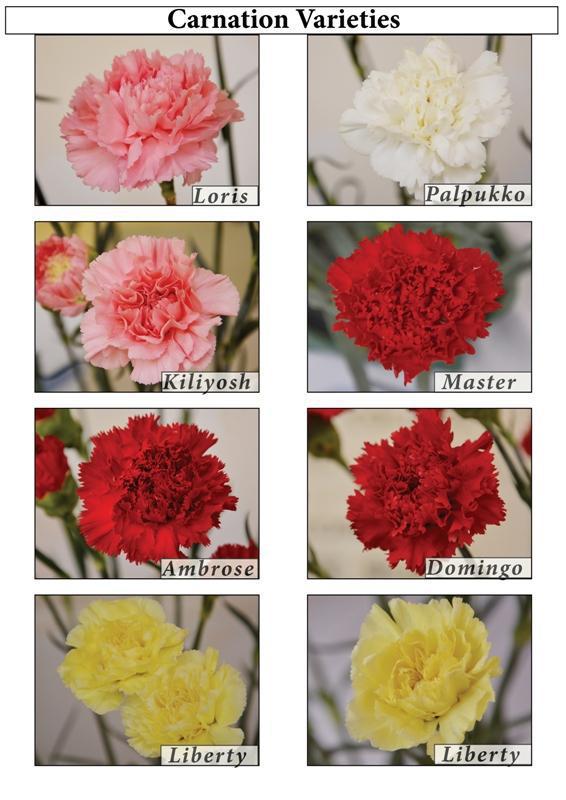 Carnation Varieties
Loris
Palpukko
Kiliyosh
Master
Ambrose
Domingo
Liberty
Liberty